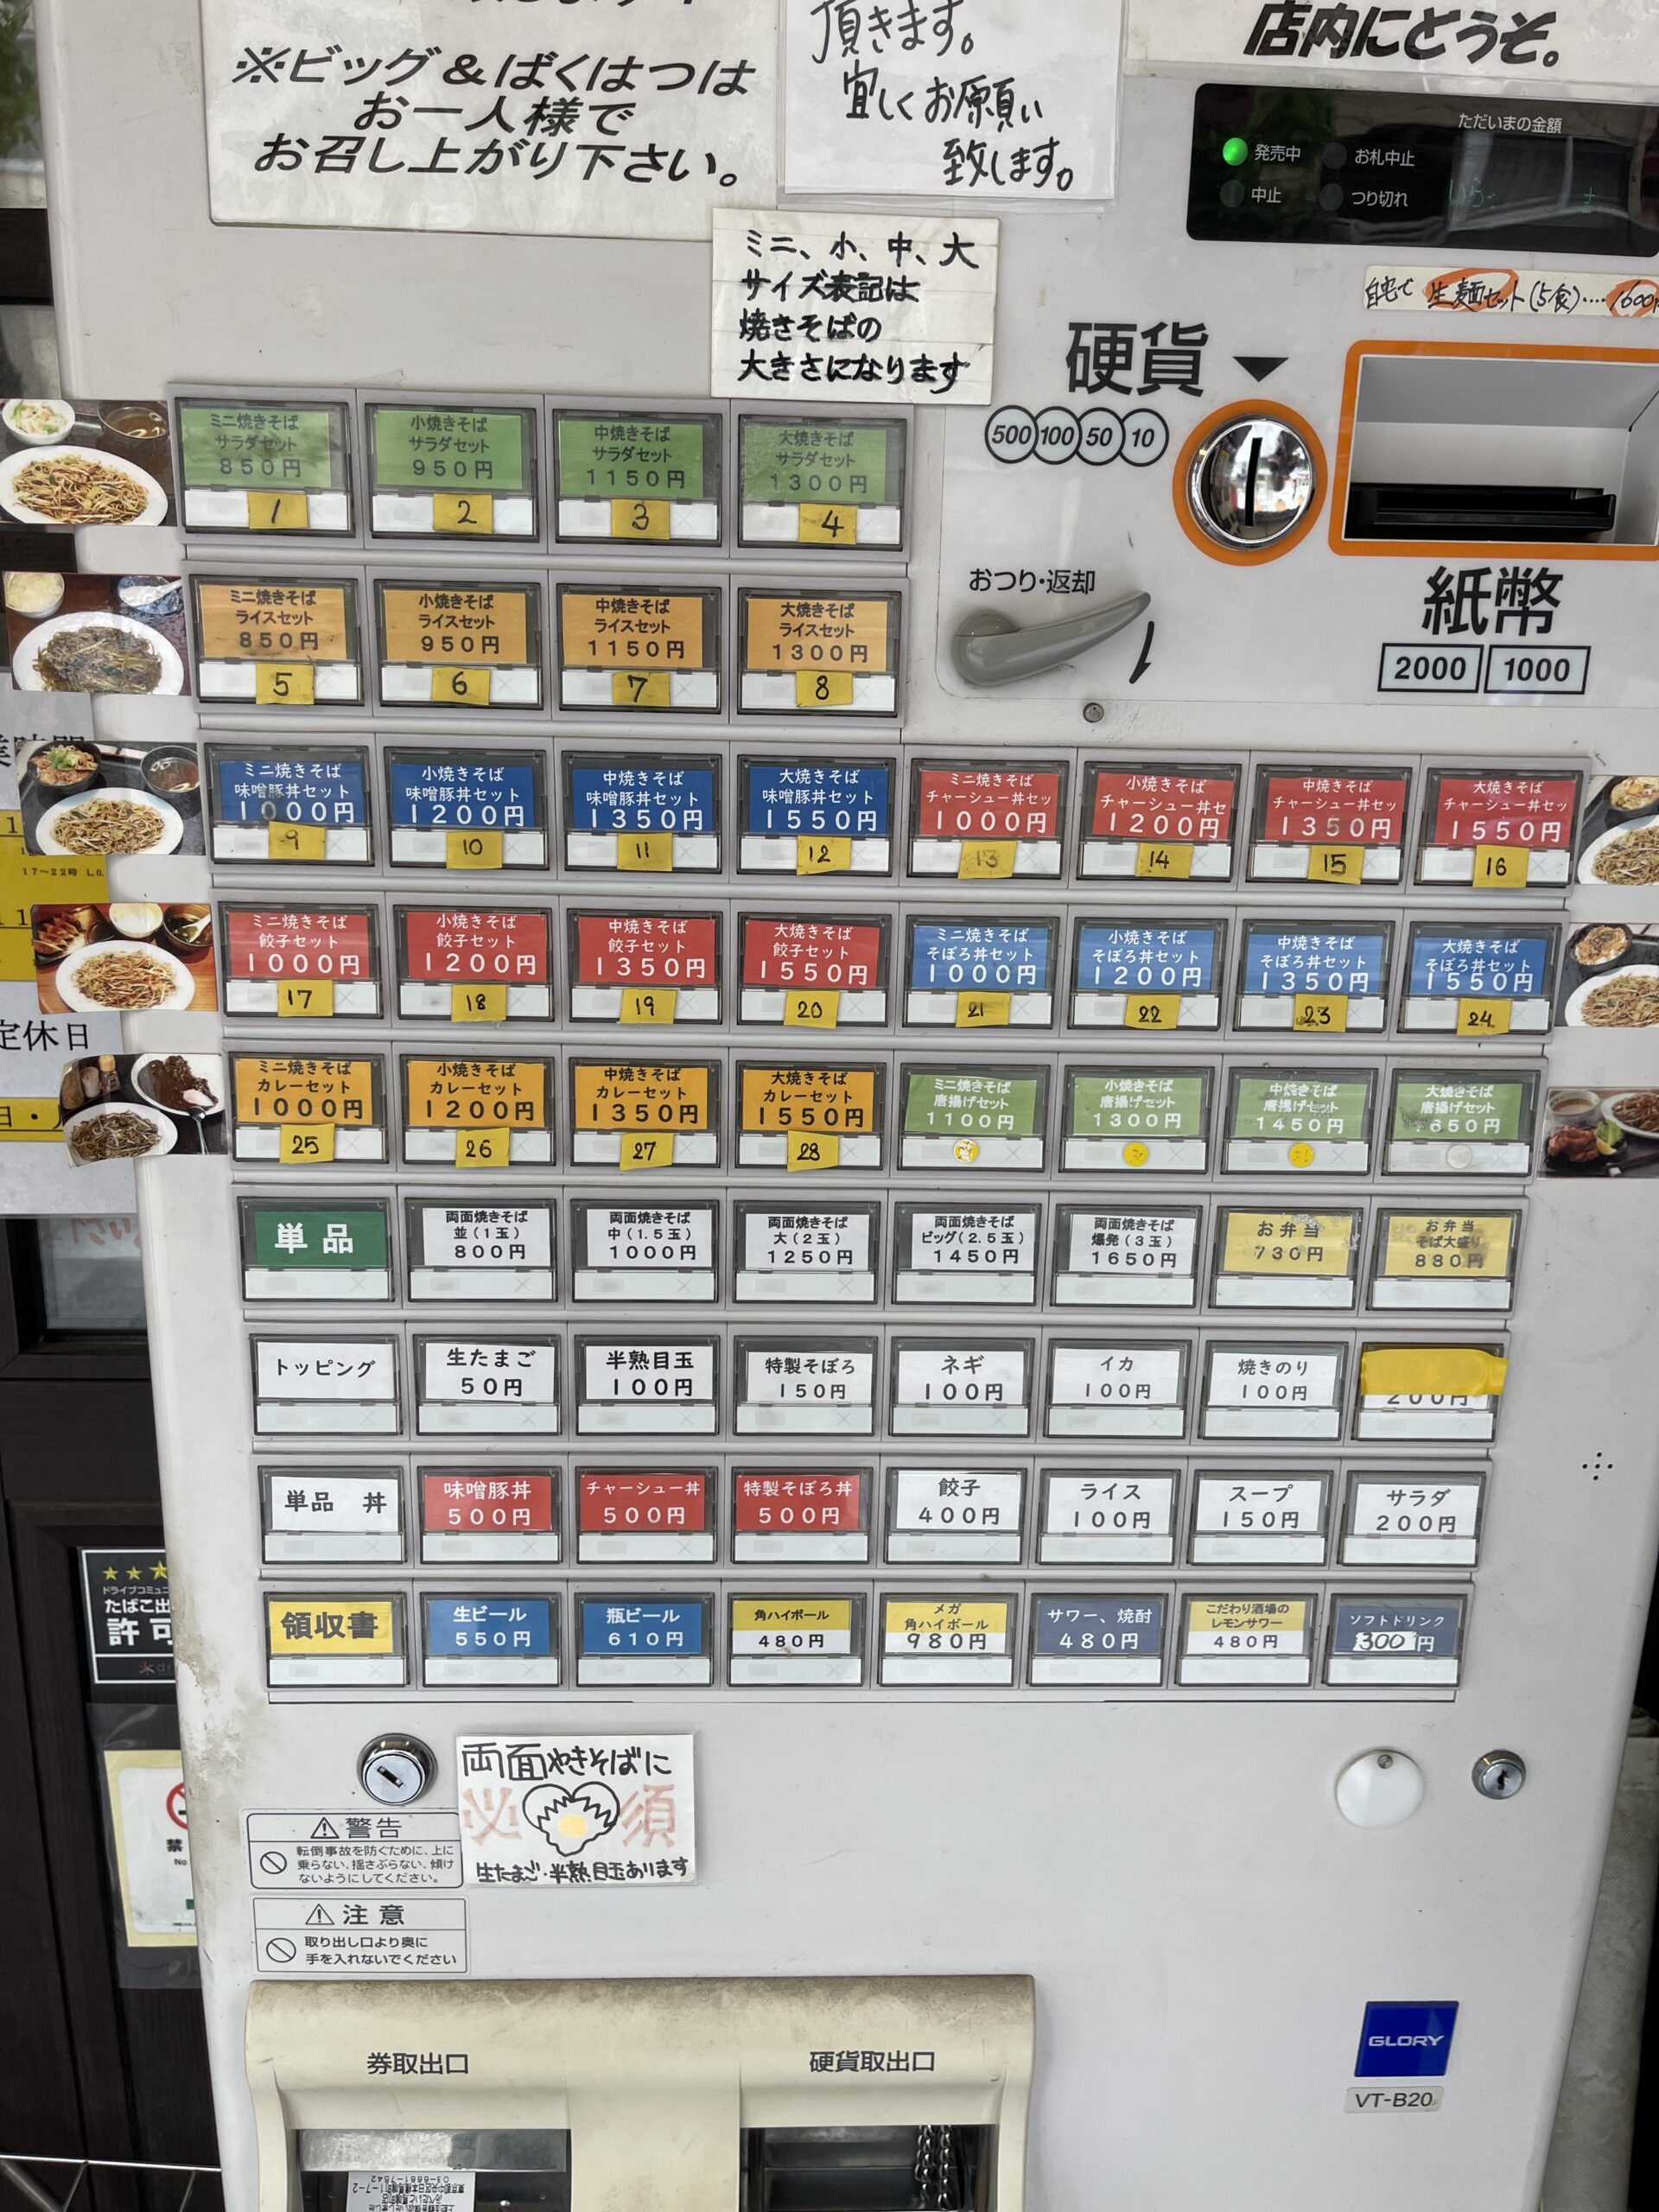 ※ビッグ&ばくはつは
お一人様で
お召し上がり下さい。
頂きます。
宜しくお願い
致します。
店内にどうぞ。
ただいまの金額
発売中
お札中止
中止
つり切れ
ミニ、小、中、大
サイズ表記は
焼きそばの
大きさになります
自宅で 生麺セット(5食)‥‥1600
硬貨
500 100 50 10
おつり・返却
紙幣
2000 1000
ミニ焼きそば
サラダセット
850円
1
小焼きそば
サラダセット
950円
2
中焼きそば
サラダセット
1150円
3
大焼きそば
サラダセット
1300円
4
ミニ焼きそば
ライスセット
850円
5
小焼きそば
ライスセット
950円
6
中焼きそば
ライスセット
1150円
7
大焼きそば
ライスセット
1300円
8
ミニ焼きそば
味噌豚丼セット
1000円
9
小焼きそば
味噌豚丼セット
1200円
10
中焼きそば
味噌豚丼セット
1350円
11
大焼きそば
味噌豚丼セット
1550円
12
ミニ焼きそば
チャーシュー丼セッ
1000円
13
小焼きそば
チャーシュー丼セ
1200円
14
中焼きそば
チャーシュー丼セッ
1350円
15
大焼きそば
チャーシュー丼セッ
1550円
16
17〜22時 L.O.
ミニ焼きそば
餃子セット
1000円
17
小焼きそば
餃子セット
1200円
18
中焼きそば
餃子セット
1350円
19
大焼きそば
餃子セット
1550円
20
ミニ焼きそば
そぼろ丼セット
1000円
21
小焼きそば
そぼろ丼セット
1200円
22
中焼きそば
そぼろ丼セット
1350円
23
大焼きそば
そぼろ丼セット
1550円
24
定休日
ミニ焼きそば
カレーセット
1000円
25
小焼きそば
カレーセット
1200円
26
中焼きそば
カレーセット
1350円
27
大焼きそば
カレーセット
1550円
28
ミニ焼きそば
唐揚げセット
1100円
小焼きそば
唐揚げセット
1300円
中焼きそば
唐揚げセット
1450円
大焼きそば
唐揚げセット
650円
単品
両面焼きそば
並(1玉)
800円
両面焼きそば
中(1.5玉)
1000円
両面焼きそば
大(2玉)
1250円
両面焼きそば
ビッグ(2.5玉)
1450円
両面焼きそば
爆発(3玉)
1650円
お弁当
730円
お弁当
そば大盛り
880円
トッピング
生たまご
50円
半熟目玉
100円
特製そぼろ
150円
ネギ
100円
イカ
100円
焼きのり
100円
200円
単品 丼
味噌豚丼
500円
チャーシュー丼
500円
特製そぼろ丼
500円
餃子
400円
ライス
100円
スープ
150円
サラダ
200円
領収書
生ビール
550円
瓶ビール
610円
角ハイボール
480円
メガ
角ハイボール
980円
サワー、焼酎
480円
こだわり酒場の
レモンサワー
480円
ソフトドリンク
300円
両面やきそばに
必 須
生たまご・半熟目玉あります
警告
転倒事故を防ぐために、上に
乗らない、揺さぶらない、傾け
ないようにしてください。
注意
取り出し口より奥に
手を入れないでください
券取出口
硬貨取出口
GLORY
VT-B20